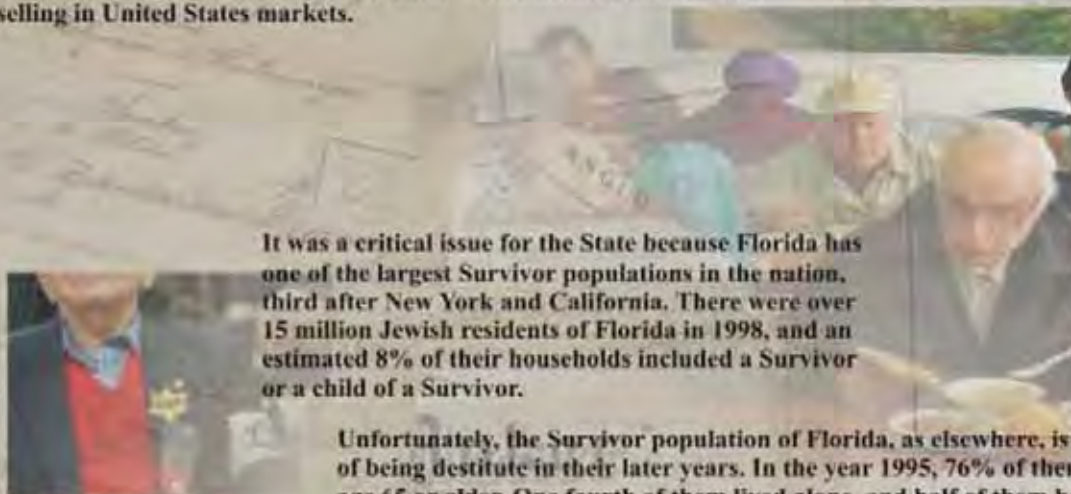 selling in United States markets.
ANGLO
It was a critical issue for the State because Florida has
one of the largest Survivor populations in the nation,
third after New York and California. There were over
15 million Jewish residents of Florida in 1998, and an
estimated 8% of their households included a Survivor
or a child of a Survivor.
Unfortunately, the Survivor population of Florida, as elsewhere, is
of being destitute in their later years. In the year 1995, 76% of